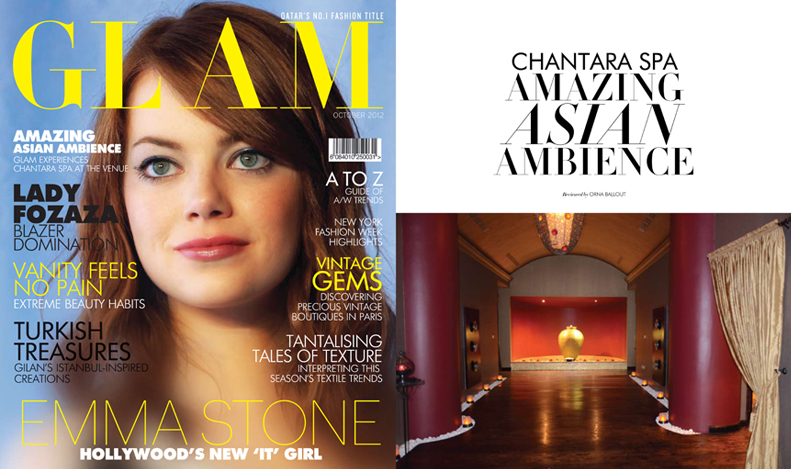 QATAR'S NO.1 FASHION TITLE
GLAM
OCTOBER 2012
AMAZING
ASIAN AMBIENCE
GLAM EXPERIENCES
CHANTARA SPA AT THE VENUE
LADY
FOZAZA
BLAZER
DOMINATION
VANITY FEELS
NO PAIN
EXTREME BEAUTY HABITS
TURKISH
TREASURES
GILAN'S ISTANBUL-INSPIRED
CREATIONS
6"084010"250031">
A TO Z
GUIDE OF
A/W TRENDS
NEW YORK
FASHION WEEK
HIGHLIGHTS
VINTAGE
GEMS
DISCOVERING
PRECIOUS VINTAGE
BOUTIQUES IN PARIS
TANTALISING
TALES OF TEXTURE
INTERPRETING THIS
SEASON'S TEXTILE TRENDS
EMMA STONE
HOLLYWOOD'S NEW 'IT' GIRL
CHANTARA SPA
AMAZING
ASIAN
AMBIENCE
Reviewed by ORNA BALLOUT